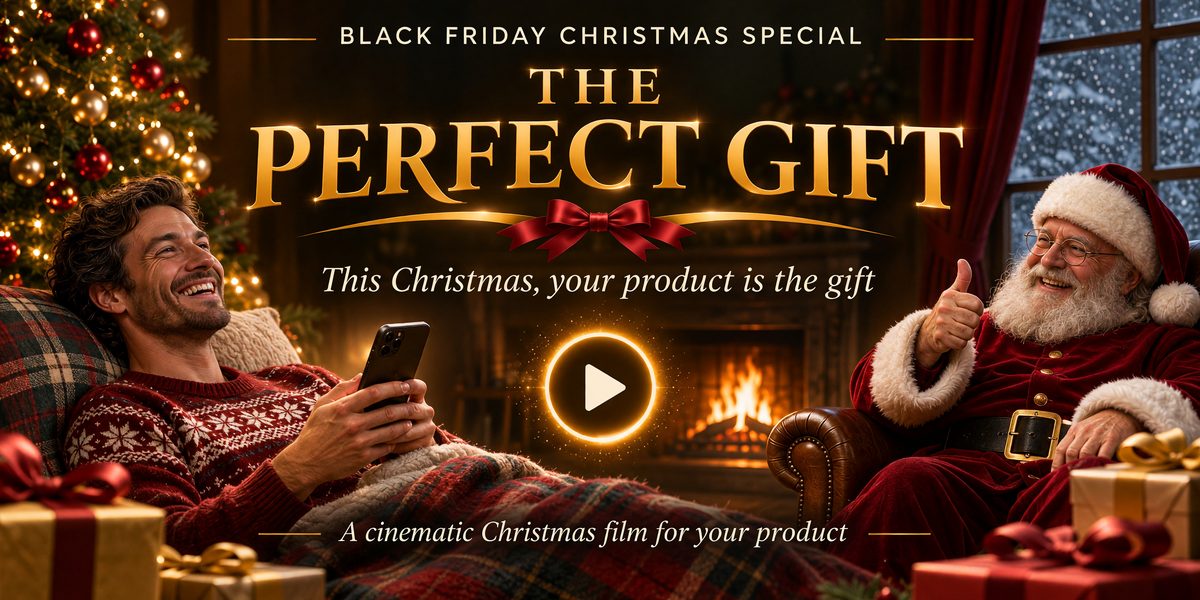 BLACK FRIDAY CHRISTMAS SPECIAL
THE
PERFECT GIFT
This Christmas, your product is the gift
A cinematic Christmas film for your product